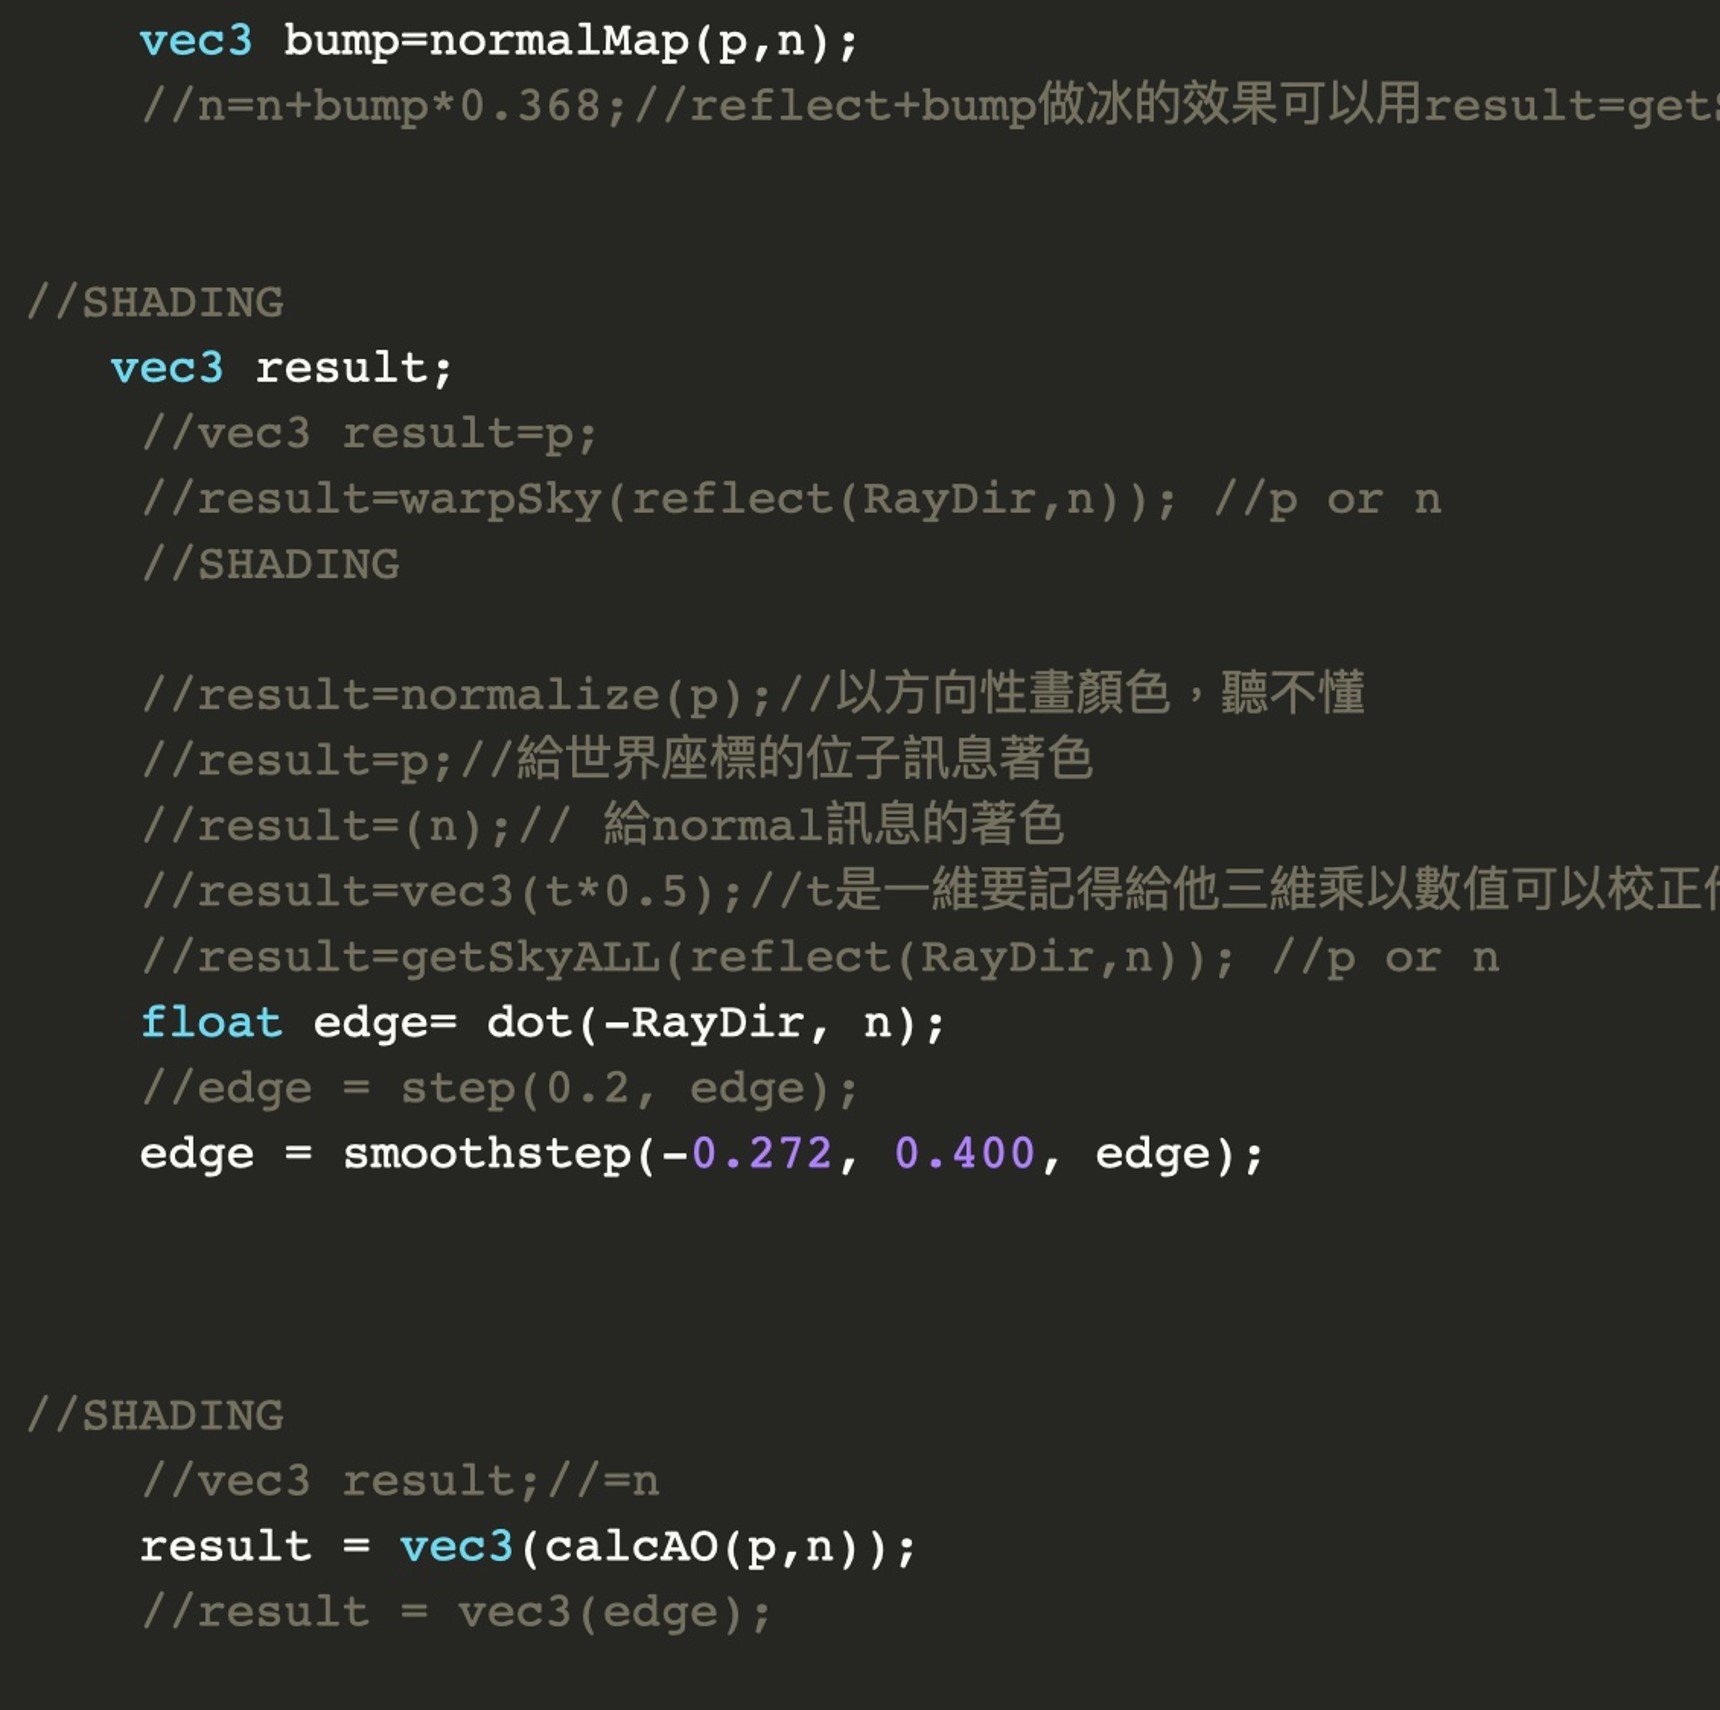 vec3 bump=normalMap(p,n);
//n=n+bump*0.368;//reflect+bump做冰的效果可以用result=get
//SHADING
vec3 result;
//vec3 result=p;
//result=warpSky(reflect(RayDir,n)); //p or n
//SHADING
//result=normalize(p);//以方向性畫顏色，聽不懂
//result=p;//給世界座標的位子訊息著色
//result=(n);// 給normal訊息的著色
//result=vec3(t*0.5);//t是一維要記得給他三維乘以數值可以校正
//result=getSkyALL(reflect(RayDir,n)); //p or n
float edge= dot(-RayDir, n);
//edge = step(0.2, edge);
edge = smoothstep(-0.272, 0.400, edge);
//SHADING
//vec3 result;//=n
result = vec3(calcAO(p,n));
//result = vec3(edge);